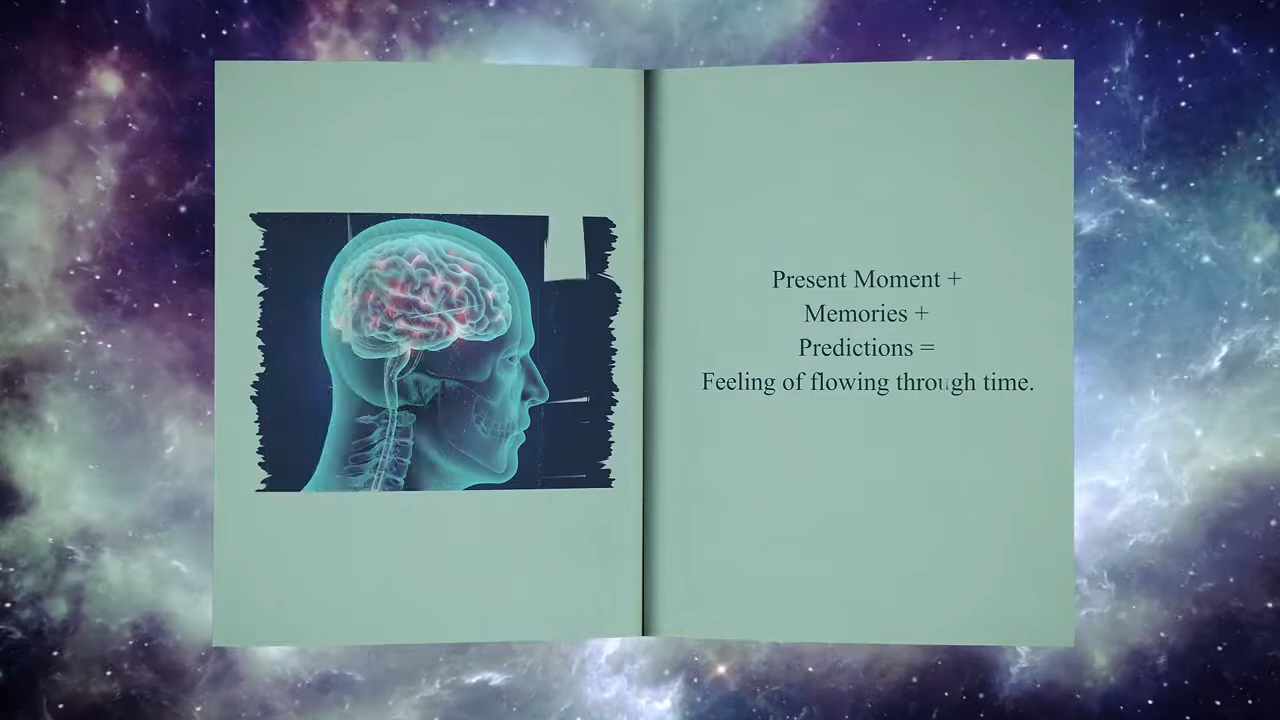 Present Moment +
Memories +
Predictions =
Feeling of flowing through time.